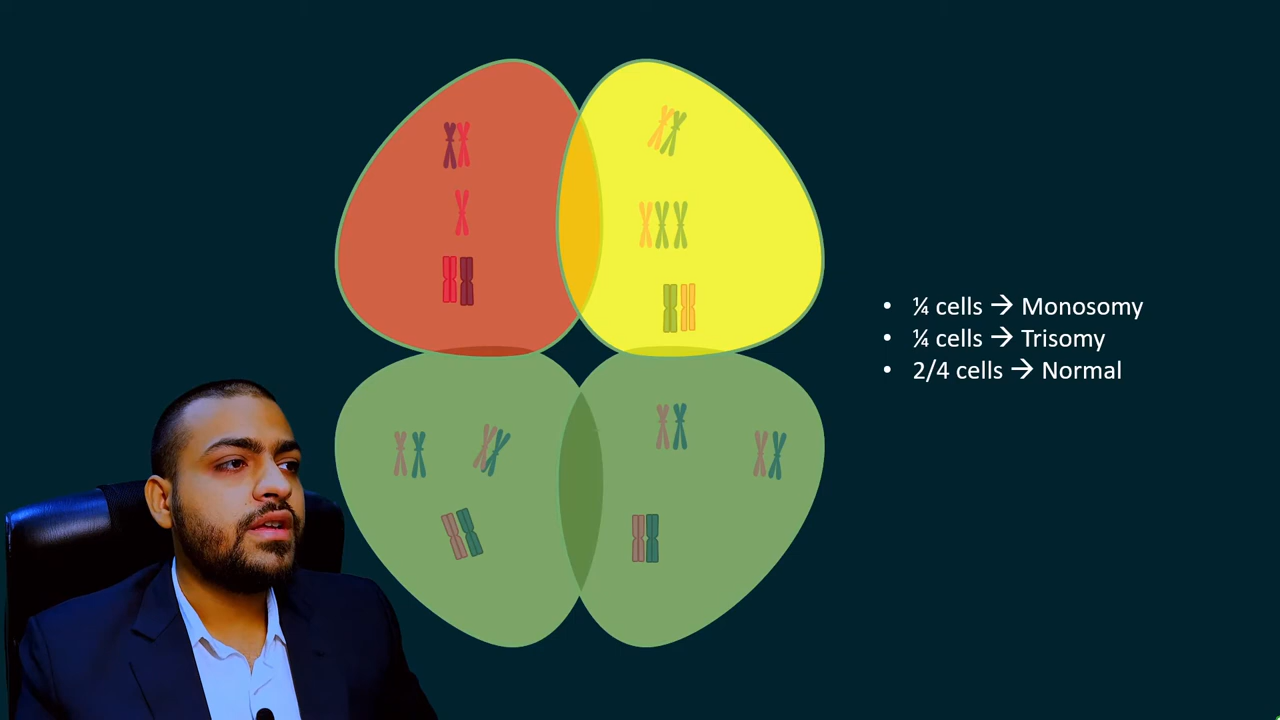 • ¼ cells → Monosomy
• ¼ cells → Trisomy
• 2/4 cells → Normal